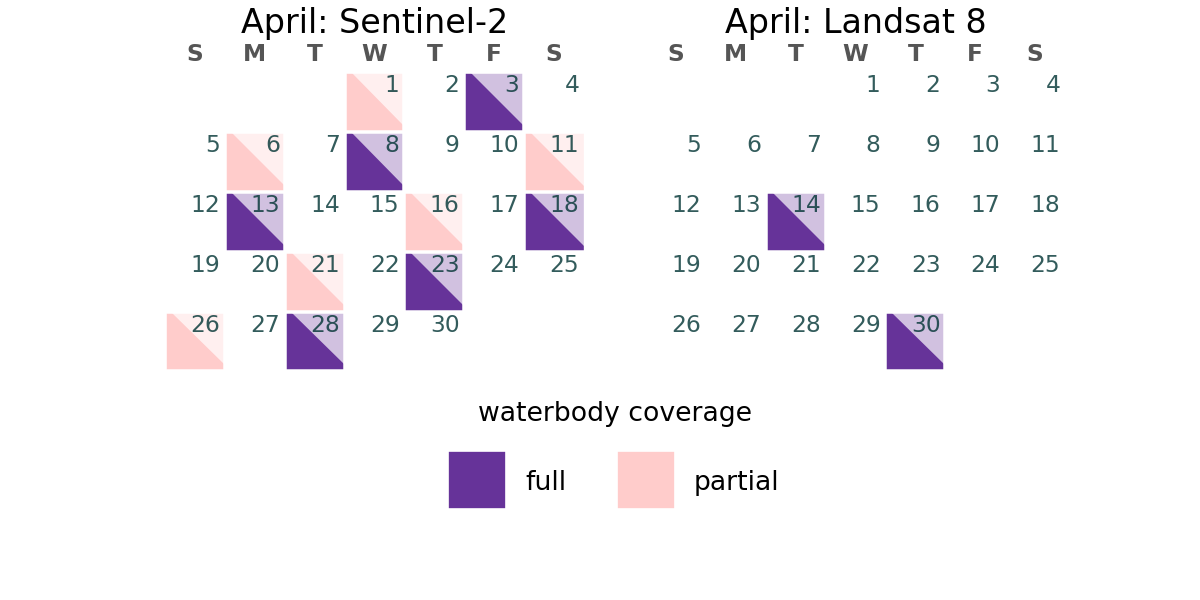 April: Sentinel-2
S M T W T F S
1 2 3 4
5 6 7 8 9 10 11
12 13 14 15 16 17 18
19 20 21 22 23 24 25
26 27 28 29 30
April: Landsat 8
S M T W T F S
1 2 3 4
5 6 7 8 9 10 11
12 13 14 15 16 17 18
19 20 21 22 23 24 25
26 27 28 29 30
waterbody coverage
full partial